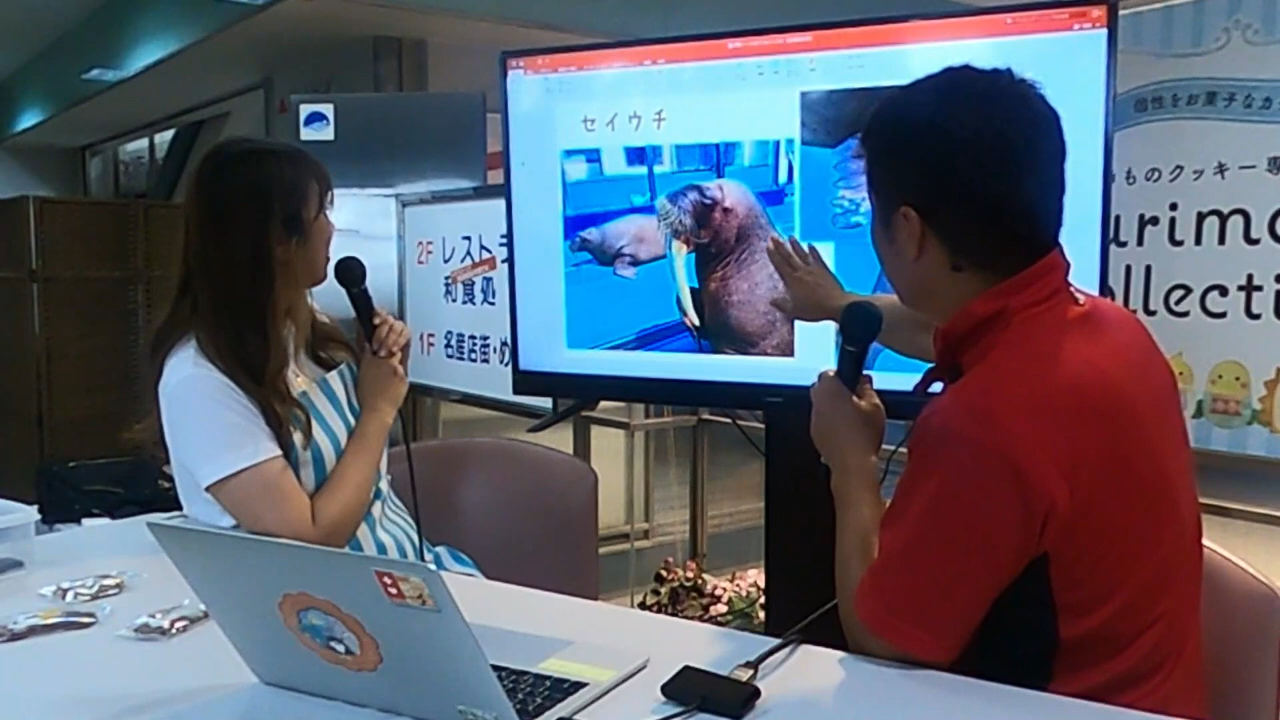 セイウチ
2F レストラ
和食処
1F 名産店街・め
個性をお菓子なカ
ものクッキー専
urim
llecti